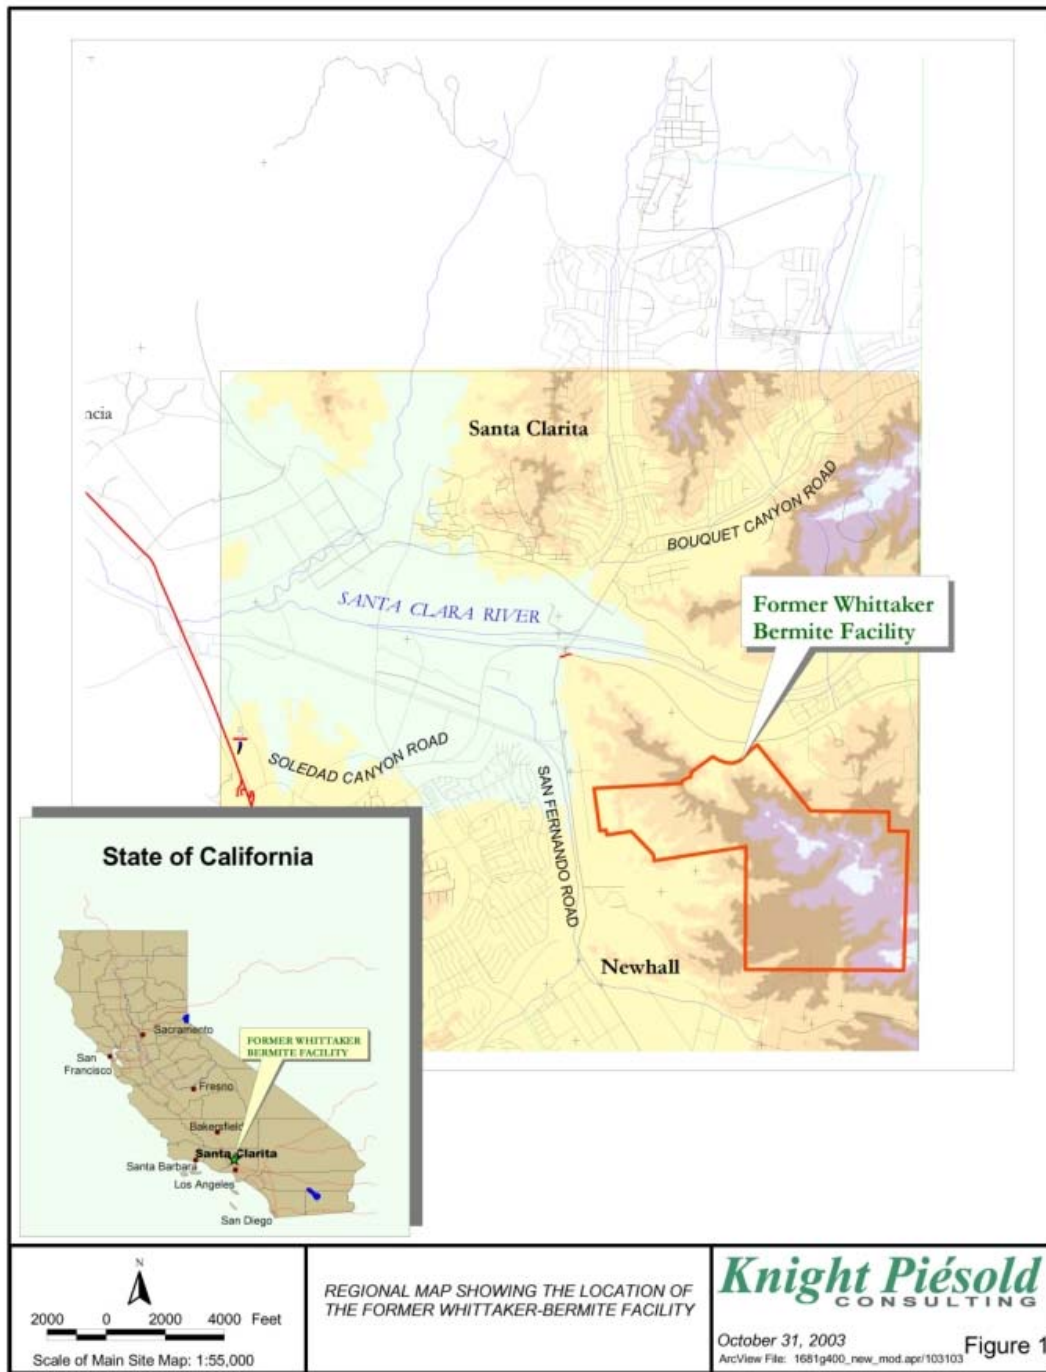 ncia
Santa Clarita
BOUQUET CANYON ROAD
SANTA CLARA RIVER
Former Whittaker
Bermite Facility
SOLEDAD CANYON ROAD
SAN FERNANDO ROAD
Newhall
State of California
Sacramento
FORMER WHITTAKER
BERMITE FACILITY
San
Francisco
Fresno
Bakersfield
Santa Clarita
Santa Barbara
Los Angeles
San Diego
N
2000 0 2000 4000 Feet
Scale of Main Site Map: 1:55,000
REGIONAL MAP SHOWING THE LOCATION OF
THE FORMER WHITTAKER-BERMITE FACILITY
Knight Piésold
CONSULTING
October 31, 2003
Figure 1
ArcView File: 1681g400_new_mod.apr/103103